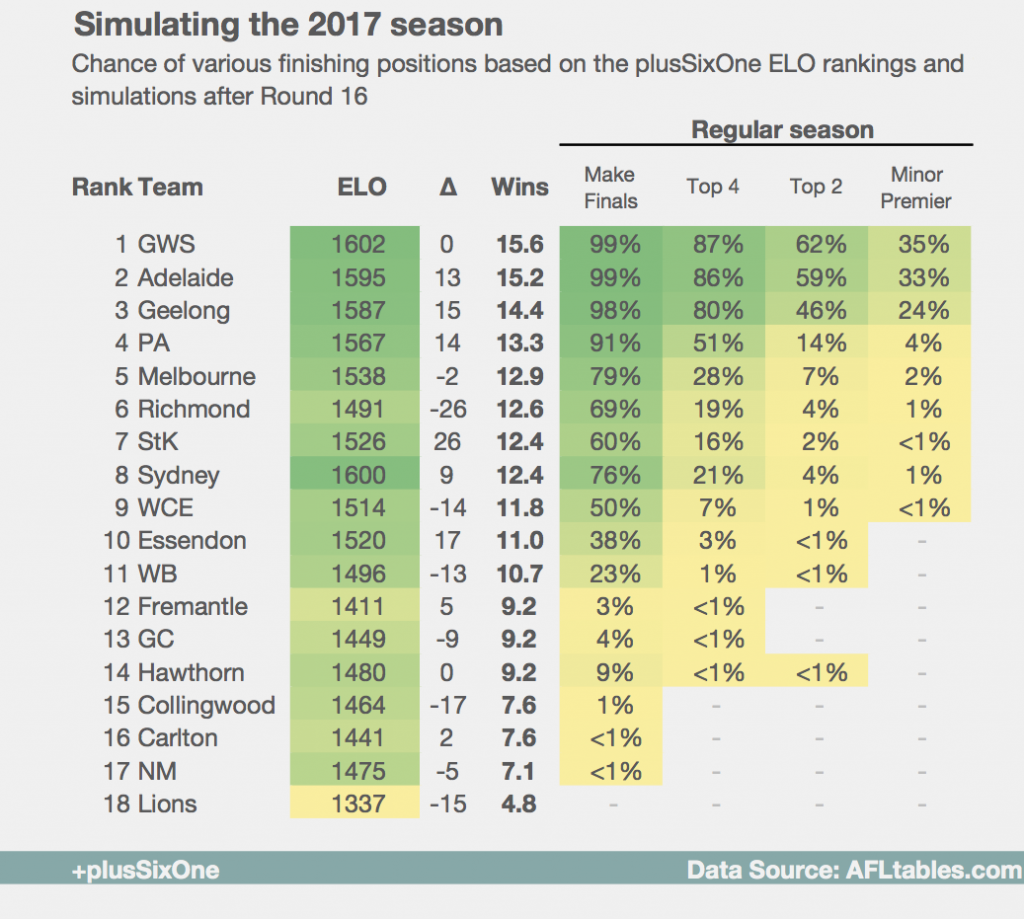 Simulating the 2017 season
Chance of various finishing positions based on the plusSixOne ELO rankings and
simulations after Round 16
Regular season
Rank Team ELO Δ Wins Make Finals Top 4 Top 2 Minor Premier
1 GWS 1602 0 15.6 99% 87% 62% 35%
2 Adelaide 1595 13 15.2 99% 86% 59% 33%
3 Geelong 1587 15 14.4 98% 80% 46% 24%
4 PA 1567 14 13.3 91% 51% 14% 4%
5 Melbourne 1538 -2 12.9 79% 28% 7% 2%
6 Richmond 1491 -26 12.6 69% 19% 4% 1%
7 StK 1526 26 12.4 60% 16% 2% <1%
8 Sydney 1600 9 12.4 76% 21% 4% 1%
9 WCE 1514 -14 11.8 50% 7% 1% <1%
10 Essendon 1520 17 11.0 38% 3% <1% -
11 WB 1496 -13 10.7 23% 1% <1% -
12 Fremantle 1411 5 9.2 3% <1% - -
13 GC 1449 -9 9.2 4% <1% - -
14 Hawthorn 1480 0 9.2 9% <1% <1% -
15 Collingwood 1464 -17 7.6 1% - - -
16 Carlton 1441 2 7.6 <1% - - -
17 NM 1475 -5 7.1 <1% - - -
18 Lions 1337 -15 4.8 - - - -
+plusSixOne Data Source: AFLtables.com